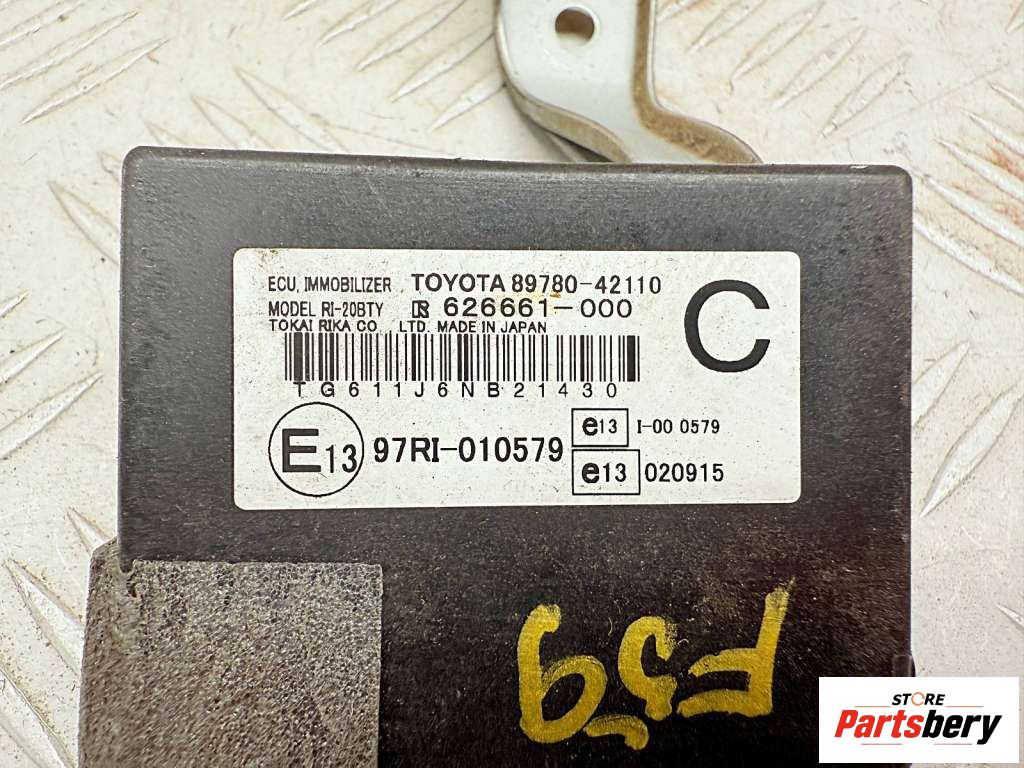 ECU, IMMOBILIZER TOYOTA 89780-42110
MODEL RI-20BTY R 626661-000
TOKAI RIKA CO., LTD. MADE IN JAPAN
C
TG611J6NB21430
E13 97RI-010579
e13 I-00 0579
e13 020915
STORE
Partsbery